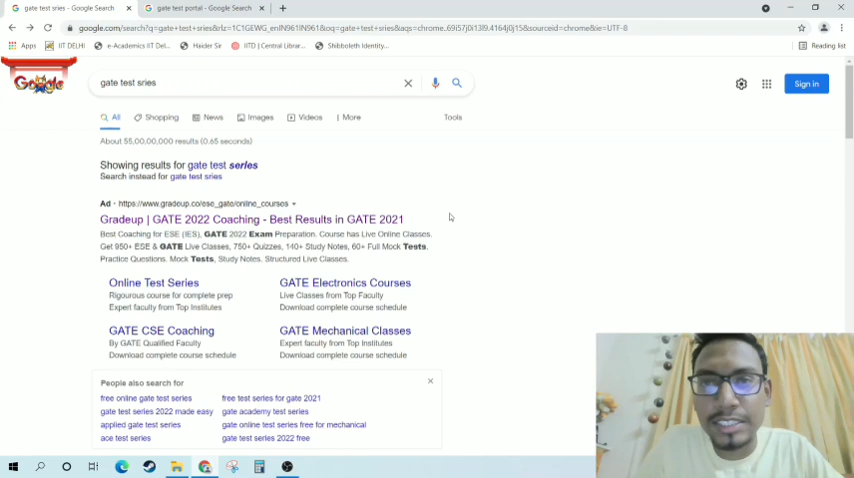 gate test sries - Google Search
gate test portal - Google Search
google.com/search?q=gate+test+sries&rlz=1C1GEWG_enIN961IN961&oq=gate+test+sries&aqs=chrome..69i57j0i13l9.4164j0j15&sourceid=chrome&ie=UTF-8
Apps IIT DELHI e-Academics IIT Del... Haider Sir IITD | Central Librar... Shibboleth Identity... Reading list
Google
gate test sries
Sign in
All Shopping News Images Videos More Tools
About 55,00,00,000 results (0.65 seconds)
Showing results for gate test series
Search instead for gate test sries
Ad · https://www.gradeup.co/ese_gate/online_courses
Gradeup | GATE 2022 Coaching - Best Results in GATE 2021
Best Coaching for ESE (IES), GATE 2022 Exam Preparation. Course has Live Online Classes.
Get 950+ ESE & GATE Live Classes, 750+ Quizzes, 140+ Study Notes, 60+ Full Mock Tests,
Practice Questions. Mock Tests, Study Notes. Structured Live Classes.
Online Test Series
Rigourous course for complete prep
Expert faculty from Top Institutes
GATE Electronics Courses
Live Classes from Top Faculty
Download complete course schedule
GATE CSE Coaching
By GATE Qualified Faculty
Download complete course schedule
GATE Mechanical Classes
Expert faculty from Top Institutes
Download complete course schedule
People also search for
free online gate test series
gate test series 2022 made easy
applied gate test series
ace test series
free test series for gate 2021
gate academy test series
gate online test series free for mechanical
gate test series 2022 free